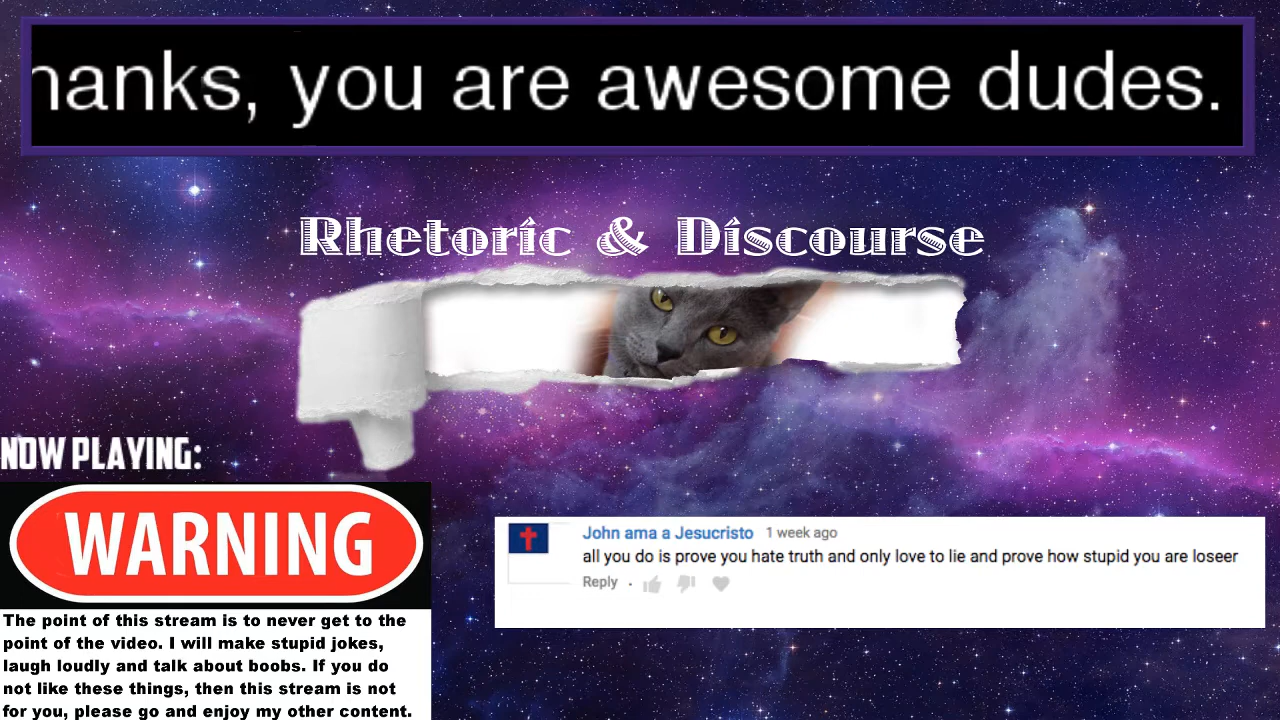 hanks, you are awesome dudes.
Rhetoric & Discourse
NOW PLAYING:
WARNING
The point of this stream is to never get to the
point of the video. I will make stupid jokes,
laugh loudly and talk about boobs. If you do
not like these things, then this stream is not
for you, please go and enjoy my other content.
John ama a Jesucristo 1 week ago
all you do is prove you hate truth and only love to lie and prove how stupid you are loseer
Reply ·